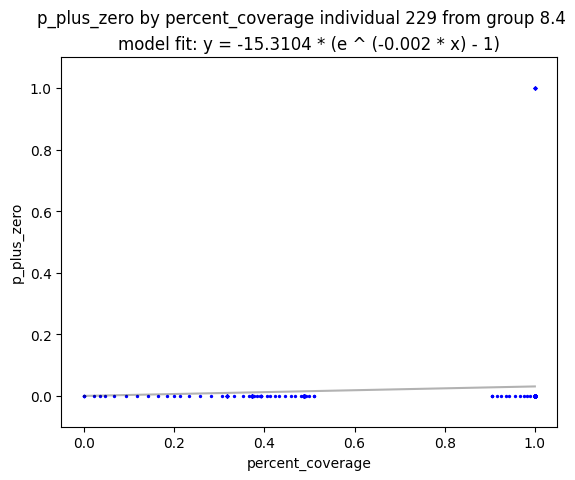 p_plus_zero by percent_coverage individual 229 from group 8.4
model fit: y = -15.3104 * (e ^ (-0.002 * x) - 1)
1.0
0.8
0.6
0.4
0.2
0.0
p_plus_zero
0.0 0.2 0.4 0.6 0.8 1.0
percent_coverage